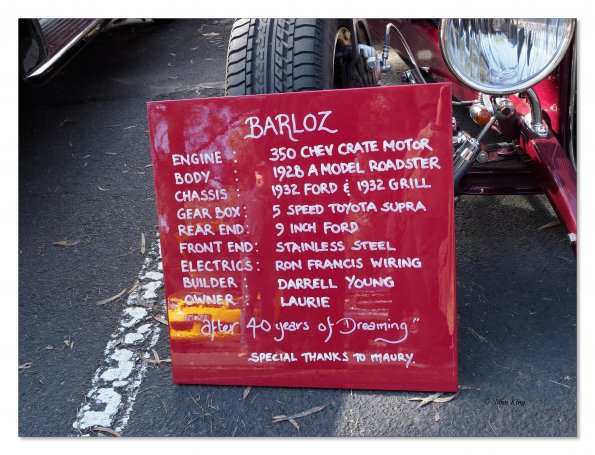 BARLOZ
ENGINE : 350 CHEV CRATE MOTOR
BODY : 1928 A MODEL ROADSTER
CHASSIS : 1932 FORD & 1932 GRILL
GEAR BOX: 5 SPEED TOYOTA SUPRA
REAR END: 9 INCH FORD
FRONT END: STAINLESS STEEL
ELECTRICS: RON FRANCIS WIRING
BUILDER : DARRELL YOUNG
OWNER : LAURIE
"after 40 years of Dreaming"
SPECIAL THANKS TO MAURY
© John King